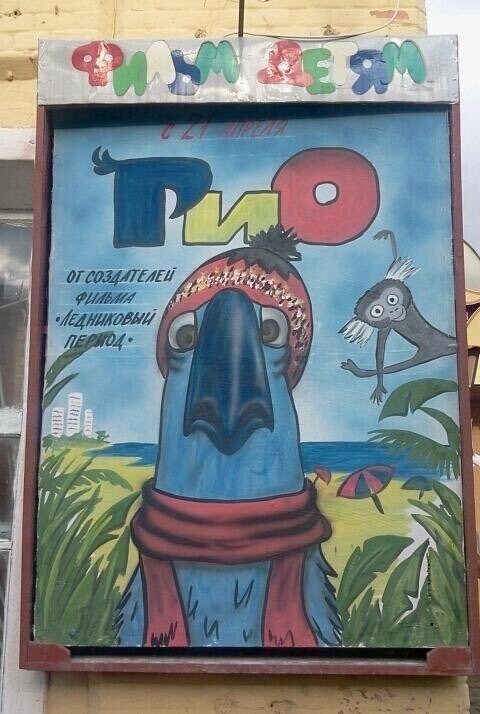 ФИЛЬМ ДЕТЯМ
с 21 АПРЕЛЯ
РиО
ОТ СОЗДАТЕЛЕЙ
ФИЛЬМА
•ЛЕДНИКОВЫЙ
ПЕРИОД•